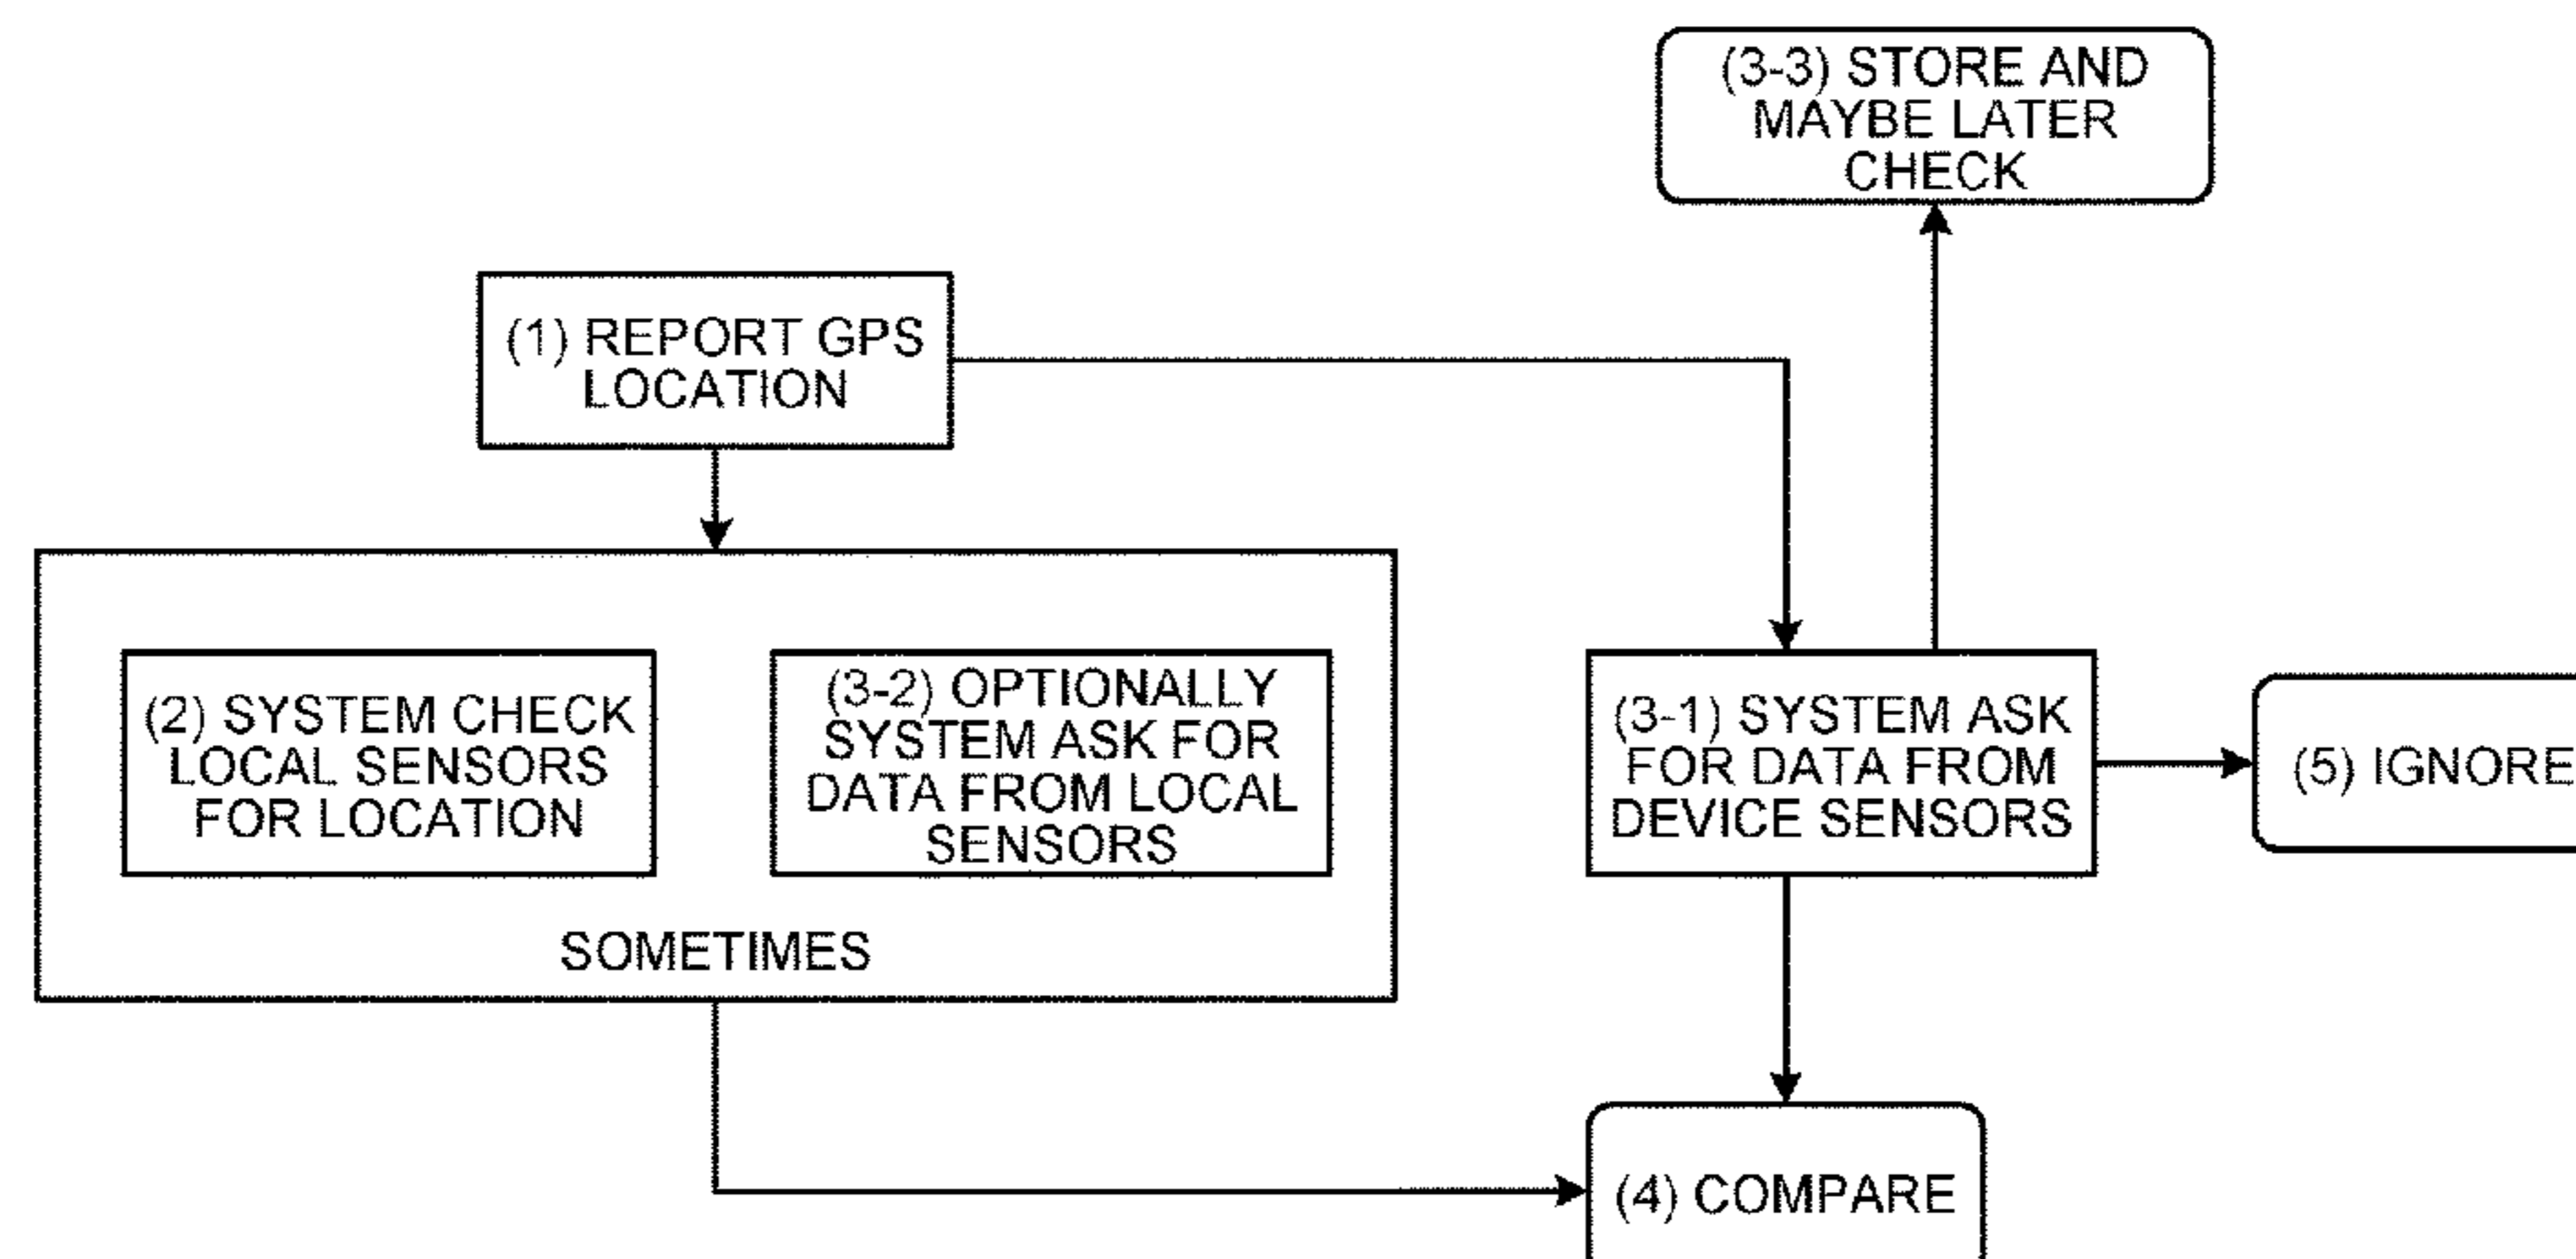 (3-3) STORE AND
MAYBE LATER
CHECK
(1) REPORT GPS
LOCATION
(2) SYSTEM CHECK
LOCAL SENSORS
FOR LOCATION
(3-2) OPTIONALLY
SYSTEM ASK FOR
DATA FROM LOCAL
SENSORS
SOMETIMES
(3-1) SYSTEM ASK
FOR DATA FROM
DEVICE SENSORS
(5) IGNORE
(4) COMPARE